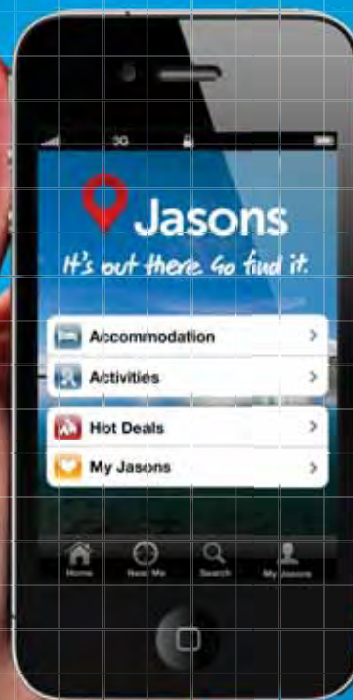 3G
Jasons
It's out there. Go find it.
Accommodation
Activities
Hot Deals
My Jasons
Home
Near Me
Search
My Jasons